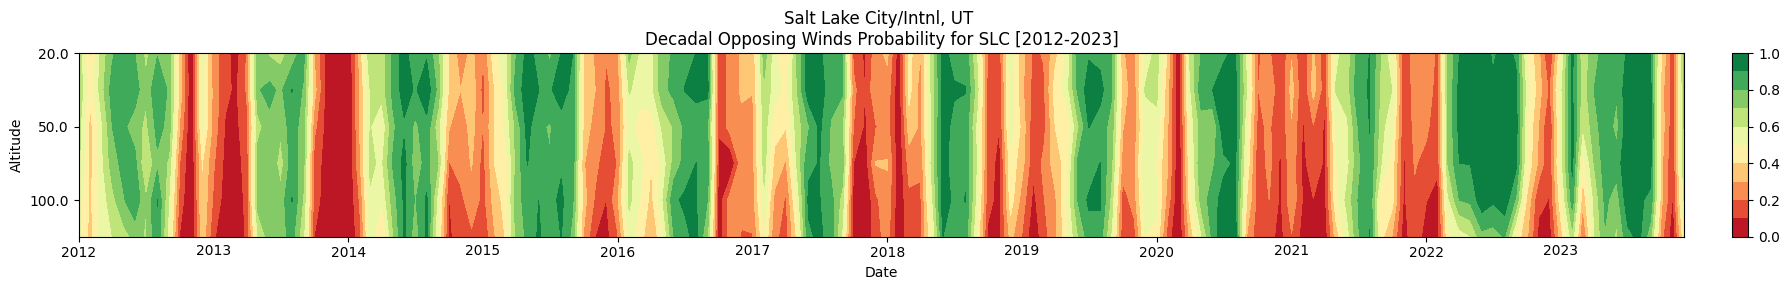 Salt Lake City/Intnl, UT
Decadal Opposing Winds Probability for SLC [2012-2023]
Altitude
20.0
50.0
100.0
2012 2013 2014 2015 2016 2017 2018 2019 2020 2021 2022 2023
Date
1.0
0.8
0.6
0.4
0.2
0.0